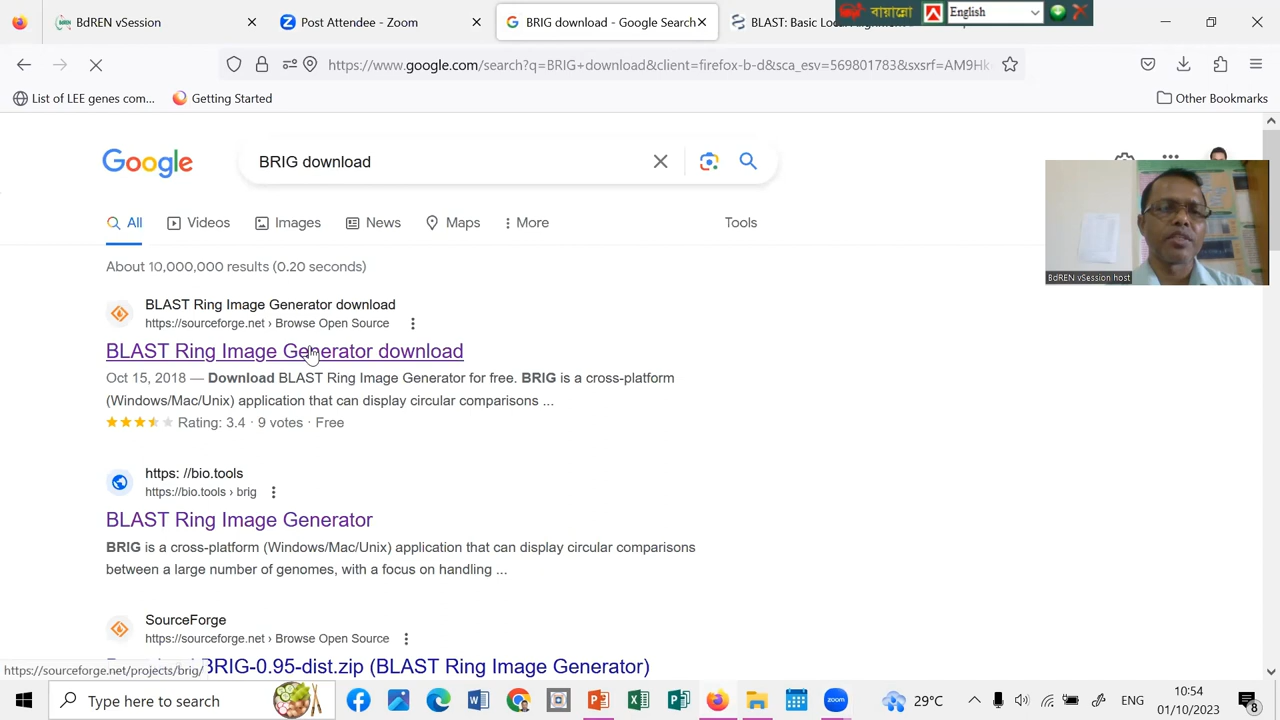 BdREN vSession
Post Attendee - Zoom
BRIG download - Google Search
BLAST: Basic Local Alignment
বায়ান্নো
English
https://www.google.com/search?q=BRIG+download&client=firefox-b-d&sca_esv=569801783&sxsrf=AM9Hk
List of LEE genes com...
Getting Started
Other Bookmarks
Google
BRIG download
All
Videos
Images
News
Maps
More
Tools
About 10,000,000 results (0.20 seconds)
BdREN vSession host
BLAST Ring Image Generator download
https://sourceforge.net › Browse Open Source
BLAST Ring Image Generator download
Oct 15, 2018 — Download BLAST Ring Image Generator for free. BRIG is a cross-platform
(Windows/Mac/Unix) application that can display circular comparisons ...
Rating: 3.4 · 9 votes · Free
https: //bio.tools
https://bio.tools › brig
BLAST Ring Image Generator
BRIG is a cross-platform (Windows/Mac/Unix) application that can display circular comparisons
between a large number of genomes, with a focus on handling ...
SourceForge
https://sourceforge.net › Browse Open Source
BRIG-0.95-dist.zip (BLAST Ring Image Generator)
https://sourceforge.net/projects/brig/
Type here to search
29°C
ENG
10:54
01/10/2023
8